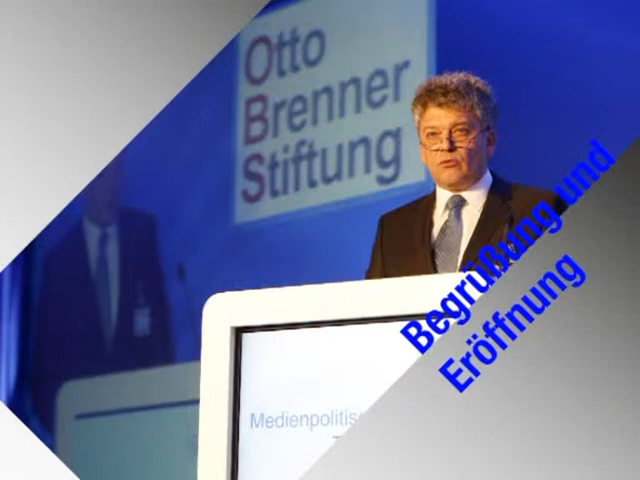 Otto
Brenner
Stiftung
Begrüßung und
Eröffnung